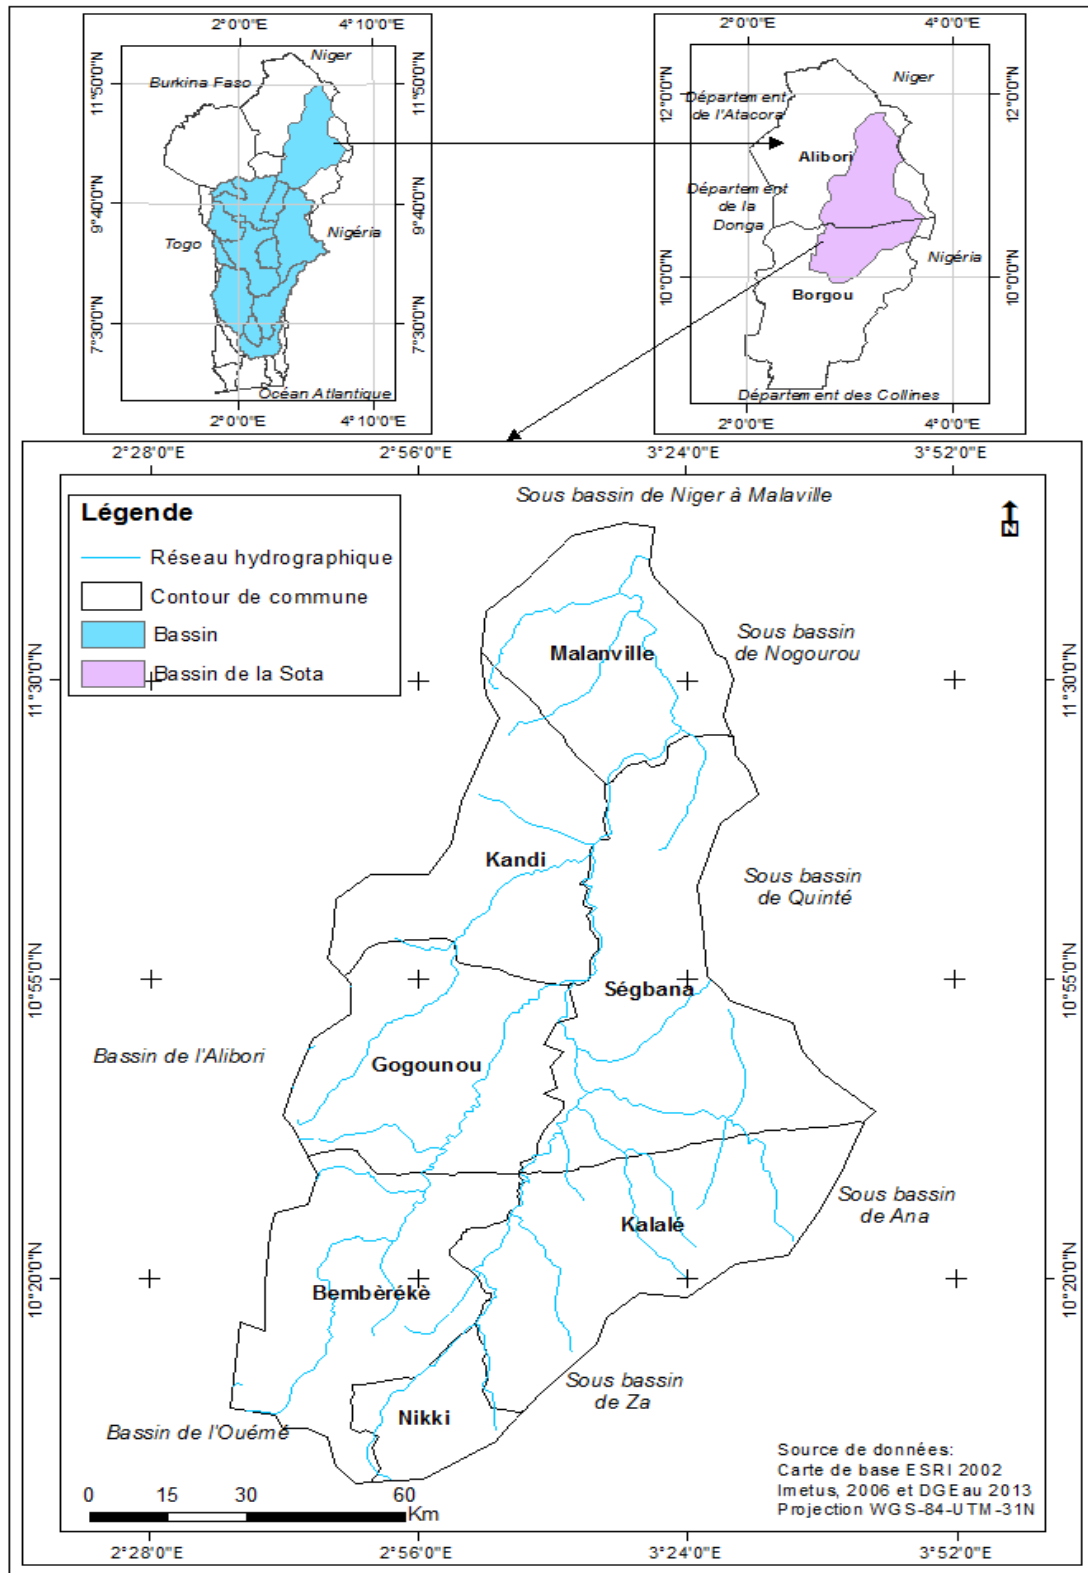 2°0'0"E 4°10'0"E
11°50'0"N
9°40'0"N
7°30'0"N
Niger
Burkina Faso
Togo
Nigéria
Océan Atlantique
11°50'0"N
9°40'0"N
7°30'0"N
2°0'0"E 4°10'0"E
2°0'0"E 4°0'0"E
12°0'0"N
10°0'0"N
Niger
Département
de l'Atacora
Alibori
Département
de la
Donga
Nigéria
Borgou
Département des Collines
12°0'0"N
10°0'0"N
2°0'0"E 4°0'0"E
2°28'0"E 2°56'0"E 3°24'0"E 3°52'0"E
Légende
Réseau hydrographique
Contour de commune
Bassin
Bassin de la Sota
Sous bassin de Niger à Malaville
N
11°30'0"N
10°55'0"N
10°20'0"N
Malanville
Sous bassin
de Nogourou
Kandi
Sous bassin
de Quinté
Ségbana
Bassin de l'Alibori
Gogounou
Sous bassin
de Ana
Kalalé
Bembèrékè
Sous bassin
de Za
Nikki
Bassin de l'Ouémé
11°30'0"N
10°55'0"N
10°20'0"N
Source de données:
Carte de base ESRI 2002
Imetus, 2006 et DGEau 2013
Projection WGS-84-UTM-31N
0 15 30 60
Km
2°28'0"E 2°56'0"E 3°24'0"E 3°52'0"E